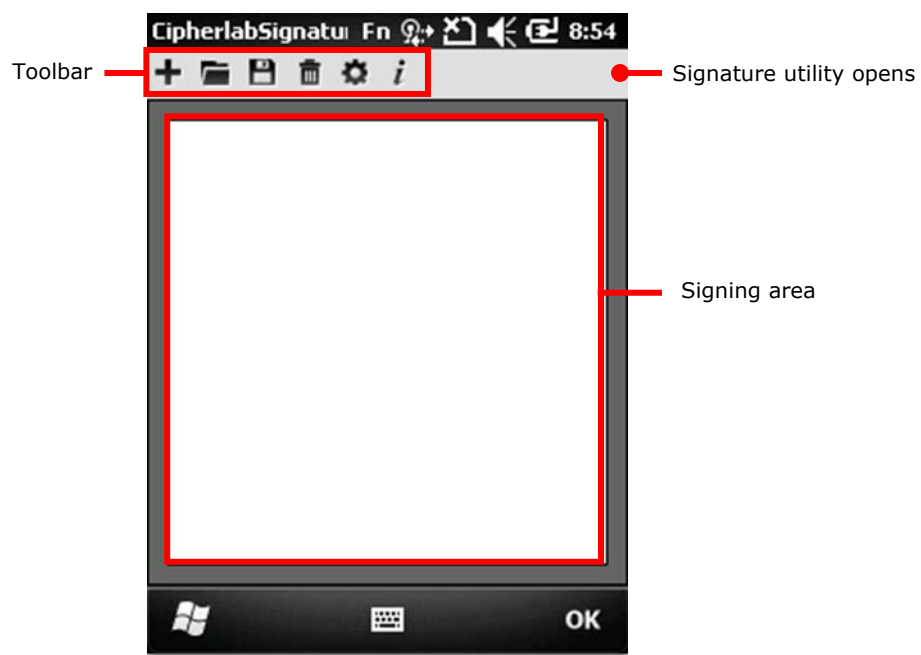 CipherlabSignatu Fn 8:54
Toolbar
i
Signature utility opens
Signing area
OK